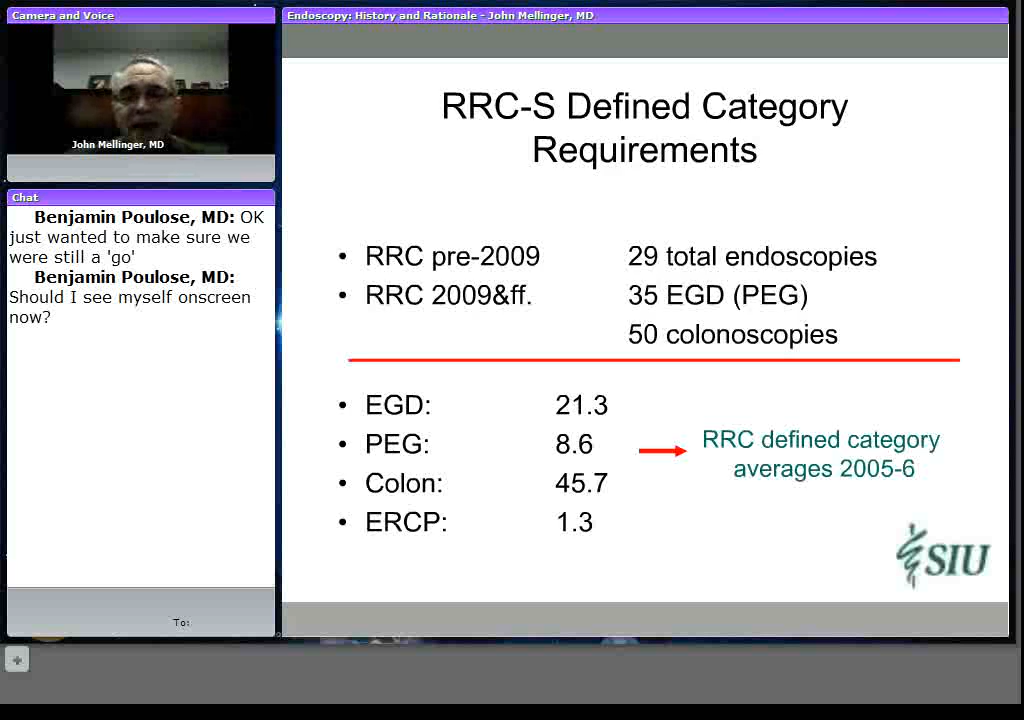 Camera and Voice
John Mellinger, MD
Chat
Benjamin Poulose, MD: OK
just wanted to make sure we
were still a 'go'
Benjamin Poulose, MD:
Should I see myself onscreen
now?
To:
Endoscopy: History and Rationale - John Mellinger, MD
RRC-S Defined Category
Requirements
• RRC pre-2009 29 total endoscopies
• RRC 2009&ff. 35 EGD (PEG)
50 colonoscopies
• EGD: 21.3
• PEG: 8.6
• Colon: 45.7
• ERCP: 1.3
RRC defined category
averages 2005-6
SIU